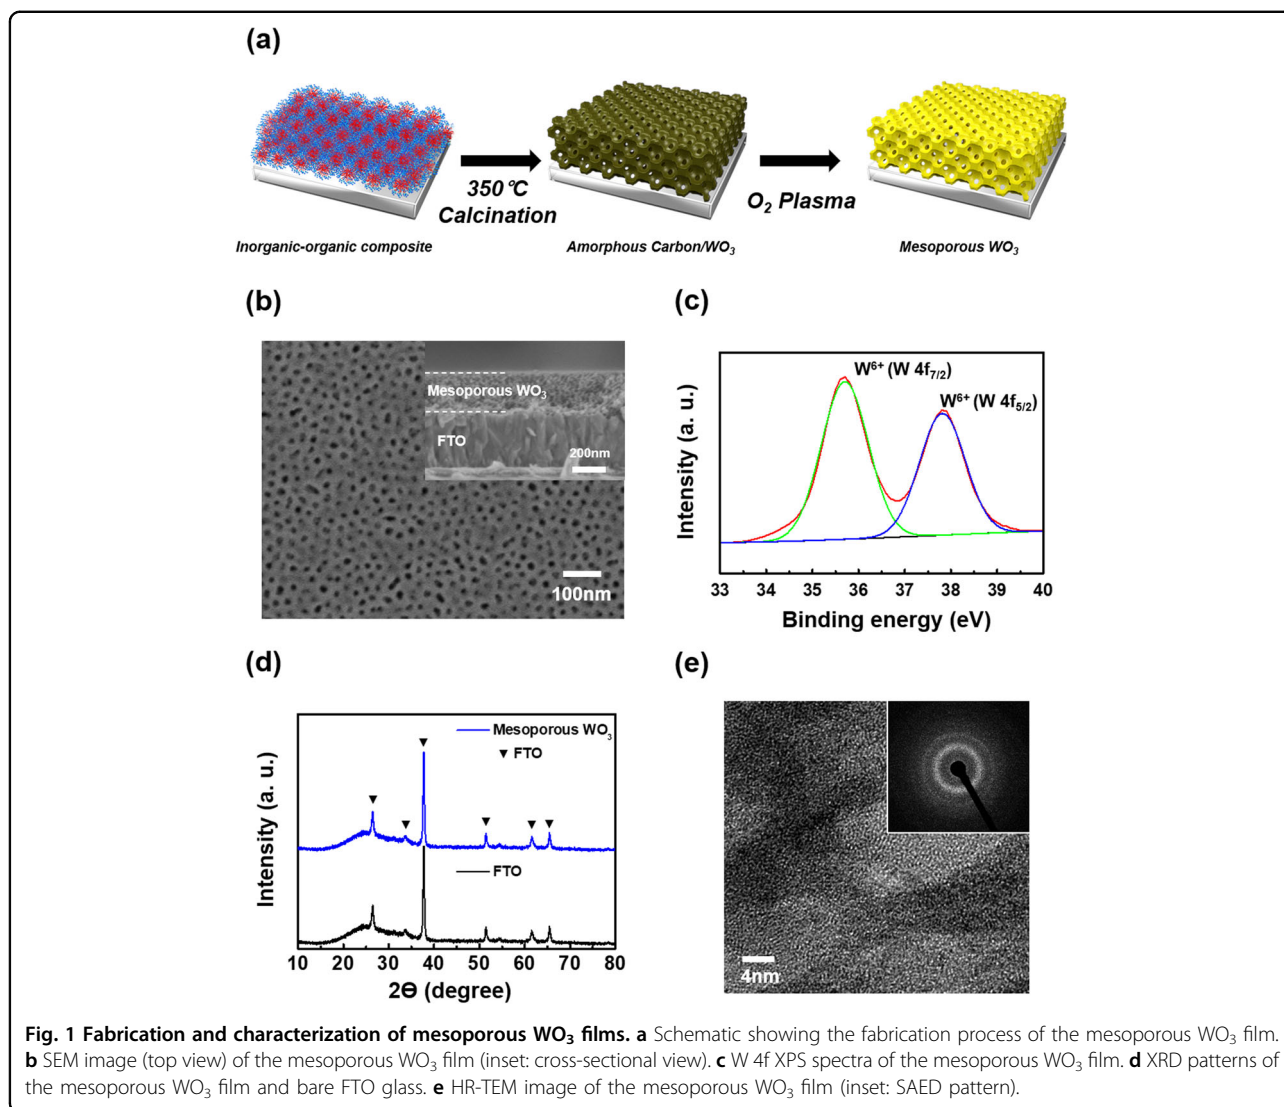 (a)
350 °C
Calcination
O₂ Plasma
Inorganic-organic composite
Amorphous Carbon/WO₃
Mesoporous WO₃
(b)
Mesoporous WO₃
FTO
200nm
100nm
(c)
W⁶⁺ (W 4f₇/₂)
W⁶⁺ (W 4f₅/₂)
Intensity (a. u.)
33 34 35 36 37 38 39 40
Binding energy (eV)
(d)
Mesoporous WO₃
▼ FTO
FTO
Intensity (a. u.)
10 20 30 40 50 60 70 80
2Θ (degree)
(e)
4nm
Fig. 1 Fabrication and characterization of mesoporous WO₃ films. a Schematic showing the fabrication process of the mesoporous WO₃ film.
b SEM image (top view) of the mesoporous WO₃ film (inset: cross-sectional view). c W 4f XPS spectra of the mesoporous WO₃ film. d XRD patterns of
the mesoporous WO₃ film and bare FTO glass. e HR-TEM image of the mesoporous WO₃ film (inset: SAED pattern).